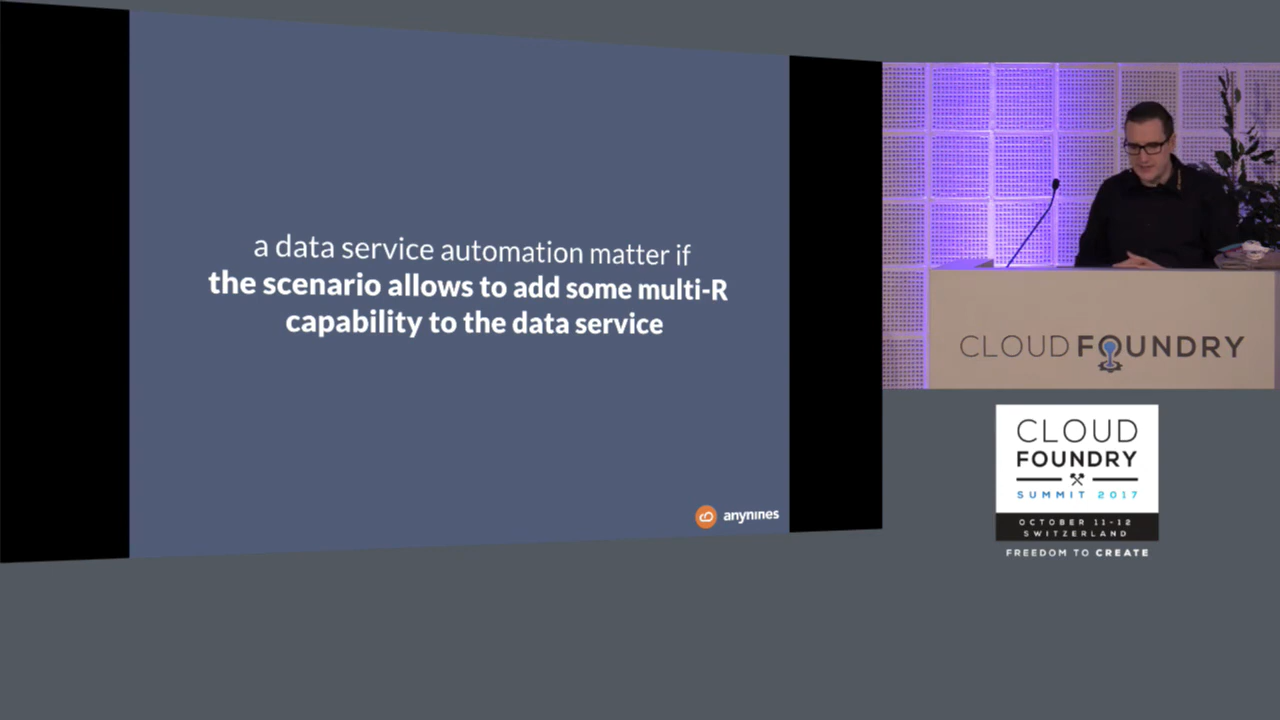 a data service automation matter if
the scenario allows to add some multi-R
capability to the data service
anynines
CLOUD FOUNDRY
CLOUD
FOUNDRY
SUMMIT 2017
OCTOBER 11-12
SWITZERLAND
FREEDOM TO CREATE